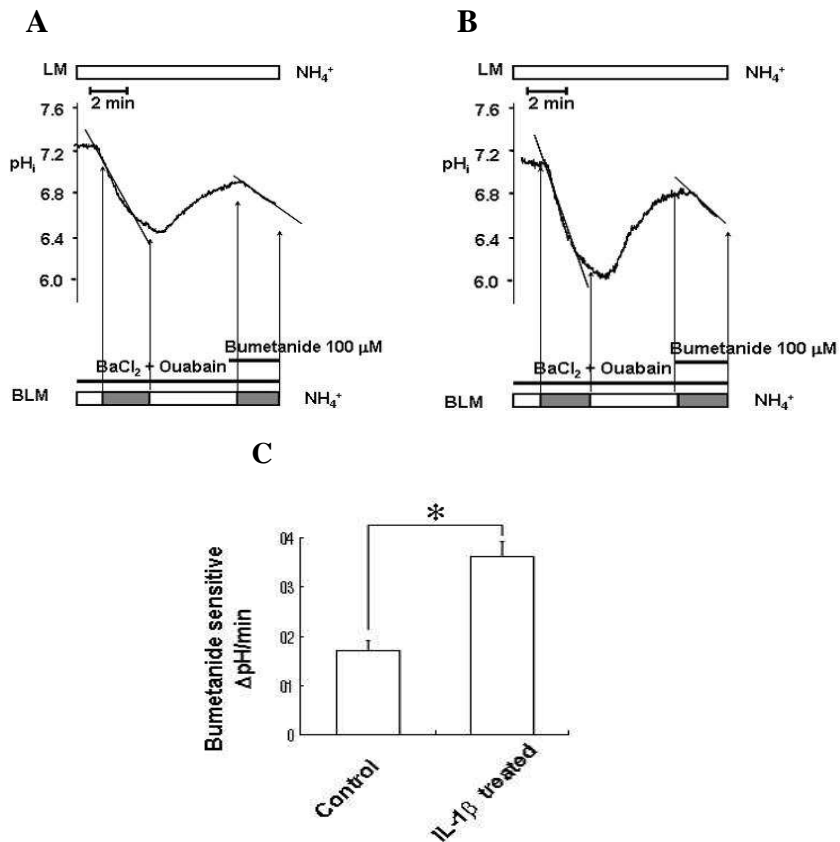 A
LM
NH₄⁺
2 min
7.6
7.2
pHᵢ
6.8
6.4
6.0
Bumetanide 100 μM
BaCl₂ + Ouabain
BLM
NH₄⁺
B
LM
NH₄⁺
2 min
7.6
7.2
pHᵢ
6.8
6.4
6.0
Bumetanide 100 μM
BaCl₂ + Ouabain
BLM
NH₄⁺
C
*
04
03
02
01
0
Bumetanide sensitive
ΔpH/min
Control
IL-1β treated